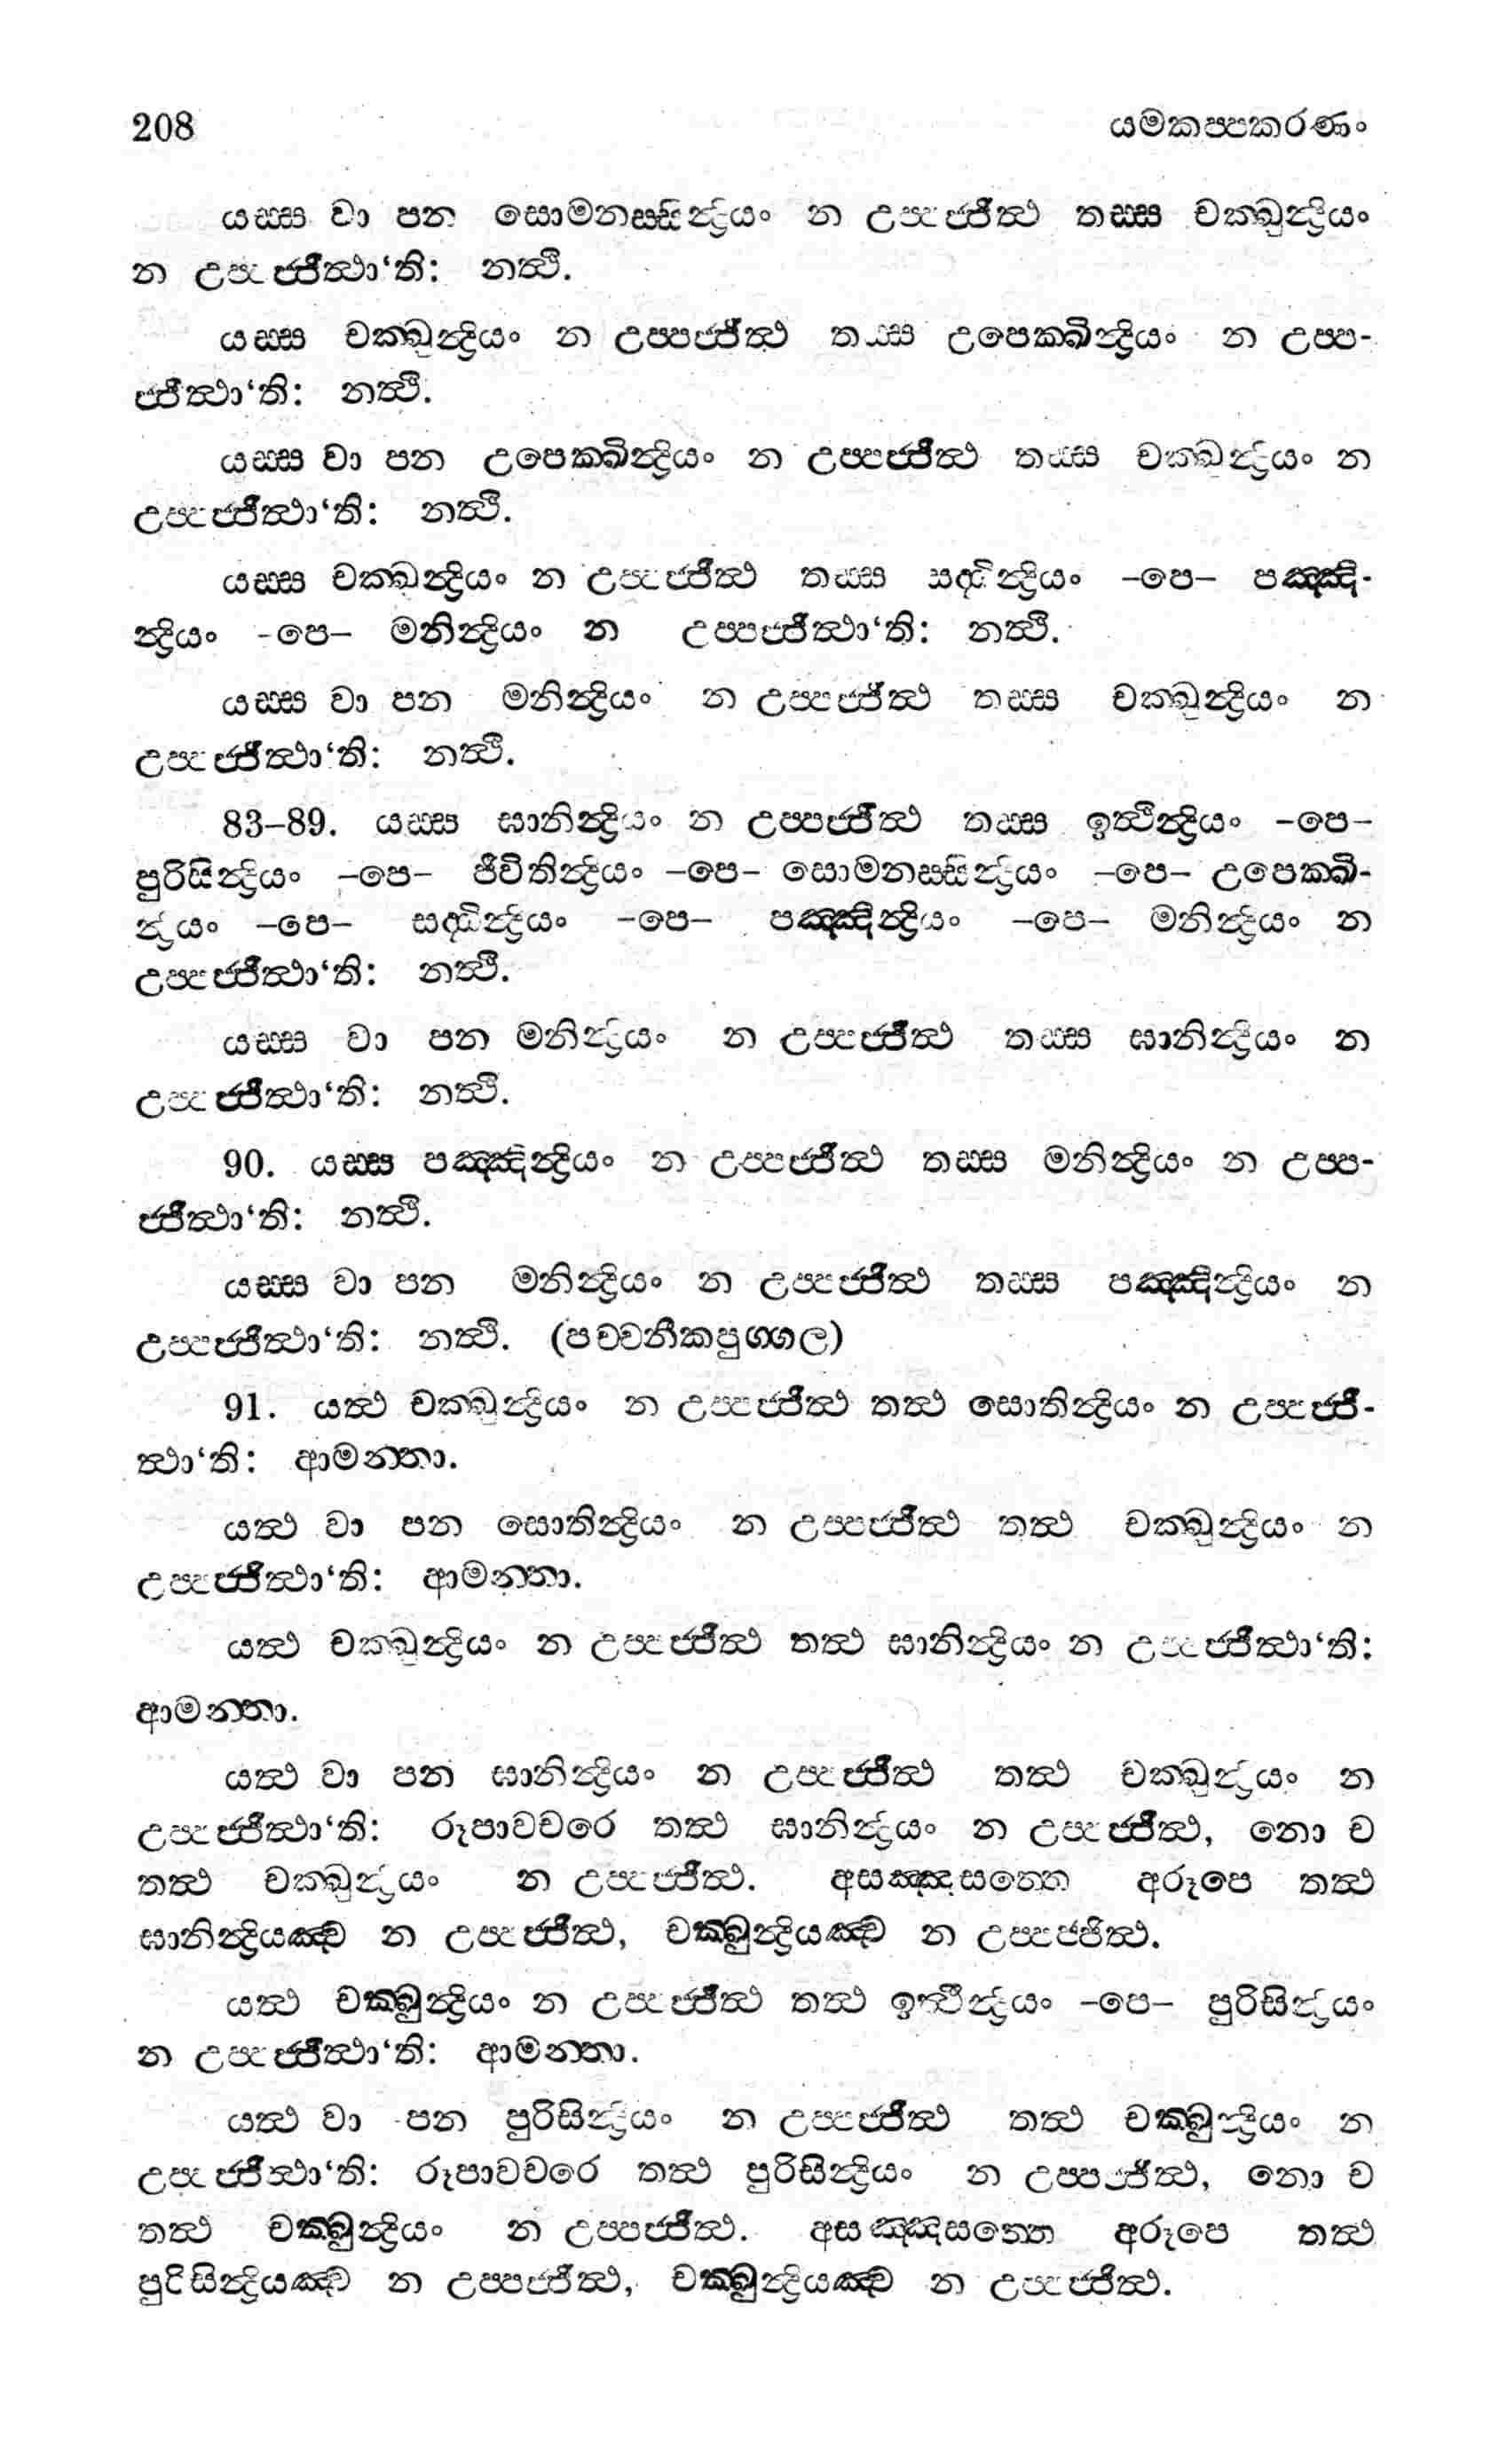 208 යමකප්පකරණං
යස්ස වා පන සොමනස්සින්ද්‍රියං න උප්පජ්ජිත්ථ තස්ස චක්ඛුන්ද්‍රියං
න උප්පජ්ජිත්ථා‘ති: නත්ථි.
යස්ස චක්ඛුන්ද්‍රියං න උප්පජ්ජිත්ථ තස්ස උපෙක්ඛින්ද්‍රියං න උප්ප-
ජ්ජිත්ථා‘ති: නත්ථි.
යස්ස වා පන උපෙක්ඛින්ද්‍රියං න උප්පජ්ජිත්ථ තස්ස චක්ඛුන්ද්‍රියං න
උප්පජ්ජිත්ථා‘ති: නත්ථි.
යස්ස චක්ඛුන්ද්‍රියං න උප්පජ්ජිත්ථ තස්ස සද්ධින්ද්‍රියං –පෙ– පඤ්ඤි-
න්ද්‍රියං -පෙ– මනින්ද්‍රියං න උප්පජ්ජිත්ථා‘ති: නත්ථි.
යස්ස වා පන මනින්ද්‍රියං න උප්පජ්ජිත්ථ තස්ස චක්ඛුන්ද්‍රියං න
උප්පජ්ජිත්ථා‘ති: නත්ථි.
83–89. යස්ස ඝානින්ද්‍රියං න උප්පජ්ජිත්ථ තස්ස ඉත්ථින්ද්‍රියං –පෙ–
පුරිසින්ද්‍රියං –පෙ– ජීවිතින්ද්‍රියං –පෙ– සොමනස්සින්ද්‍රියං –පෙ– උපෙක්ඛි-
න්ද්‍රියං –පෙ– සද්ධින්ද්‍රියං –පෙ– පඤ්ඤින්ද්‍රියං –පෙ– මනින්ද්‍රියං න
උප්පජ්ජිත්ථා‘ති: නත්ථි.
යස්ස වා පන මනින්ද්‍රියං න උප්පජ්ජිත්ථ තස්ස ඝානින්ද්‍රියං න
උප්පජ්ජිත්ථා‘ති: නත්ථි.
90. යස්ස පඤ්ඤින්ද්‍රියං න උප්පජ්ජිත්ථ තස්ස මනින්ද්‍රියං න උප්ප-
ජ්ජිත්ථා‘ති: නත්ථි.
යස්ස වා පන මනින්ද්‍රියං න උප්පජ්ජිත්ථ තස්ස පඤ්ඤින්ද්‍රියං න
උප්පජ්ජිත්ථා‘ති: නත්ථි. (පච්චනීකපුග්ගල)
91. යත්ථ චක්ඛුන්ද්‍රියං න උප්පජ්ජිත්ථ තත්ථ සොතින්ද්‍රියං න උප්පජ්ජි-
ත්ථා‘ති: ආමන්තා.
යත්ථ වා පන සොතින්ද්‍රියං න උප්පජ්ජිත්ථ තත්ථ චක්ඛුන්ද්‍රියං න
උප්පජ්ජිත්ථා‘ති: ආමන්තා.
යත්ථ චක්ඛුන්ද්‍රියං න උප්පජ්ජිත්ථ තත්ථ ඝානින්ද්‍රියං න උප්පජ්ජිත්ථා‘ති:
ආමන්තා.
යත්ථ වා පන ඝානින්ද්‍රියං න උප්පජ්ජිත්ථ තත්ථ චක්ඛුන්ද්‍රියං න
උප්පජ්ජිත්ථා‘ති: රූපාවචරෙ තත්ථ ඝානින්ද්‍රියං න උප්පජ්ජිත්ථ, නො ච
තත්ථ චක්ඛුන්ද්‍රියං න උප්පජ්ජිත්ථ. අසඤ්ඤසත්තෙ අරූපෙ තත්ථ
ඝානින්ද්‍රියඤ්ච න උප්පජ්ජිත්ථ, චක්ඛුන්ද්‍රියඤ්ච න උප්පජ්ජිත්ථ.
යත්ථ චක්ඛුන්ද්‍රියං න උප්පජ්ජිත්ථ තත්ථ ඉත්ථින්ද්‍රියං –පෙ– පුරිසින්ද්‍රියං
න උප්පජ්ජිත්ථා‘ති: ආමන්තා.
යත්ථ වා පන පුරිසින්ද්‍රියං න උප්පජ්ජිත්ථ තත්ථ චක්ඛුන්ද්‍රියං න
උප්පජ්ජිත්ථා‘ති: රූපාවචරෙ තත්ථ පුරිසින්ද්‍රියං න උප්පජ්ජිත්ථ, නො ච
තත්ථ චක්ඛුන්ද්‍රියං න උප්පජ්ජිත්ථ. අසඤ්ඤසත්තෙ අරූපෙ තත්ථ
පුරිසින්ද්‍රියඤ්ච න උප්පජ්ජිත්ථ, චක්ඛුන්ද්‍රියඤ්ච න උප්පජ්ජිත්ථ.